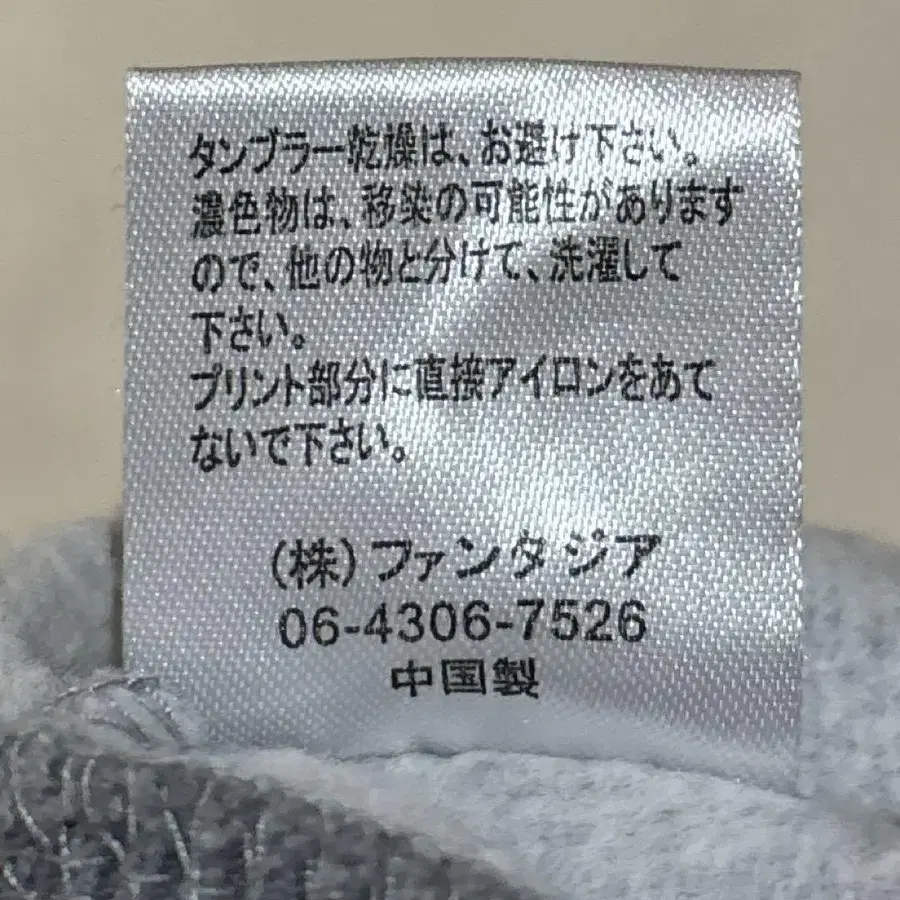 タンブラー乾燥は、お避け下さい。
濃色物は、移染の可能性があります
ので、他の物と分けて、洗濯して
下さい。
プリント部分に直接アイロンをあて
ないで下さい。
(株)ファンタジア
06-4306-7526
中国製